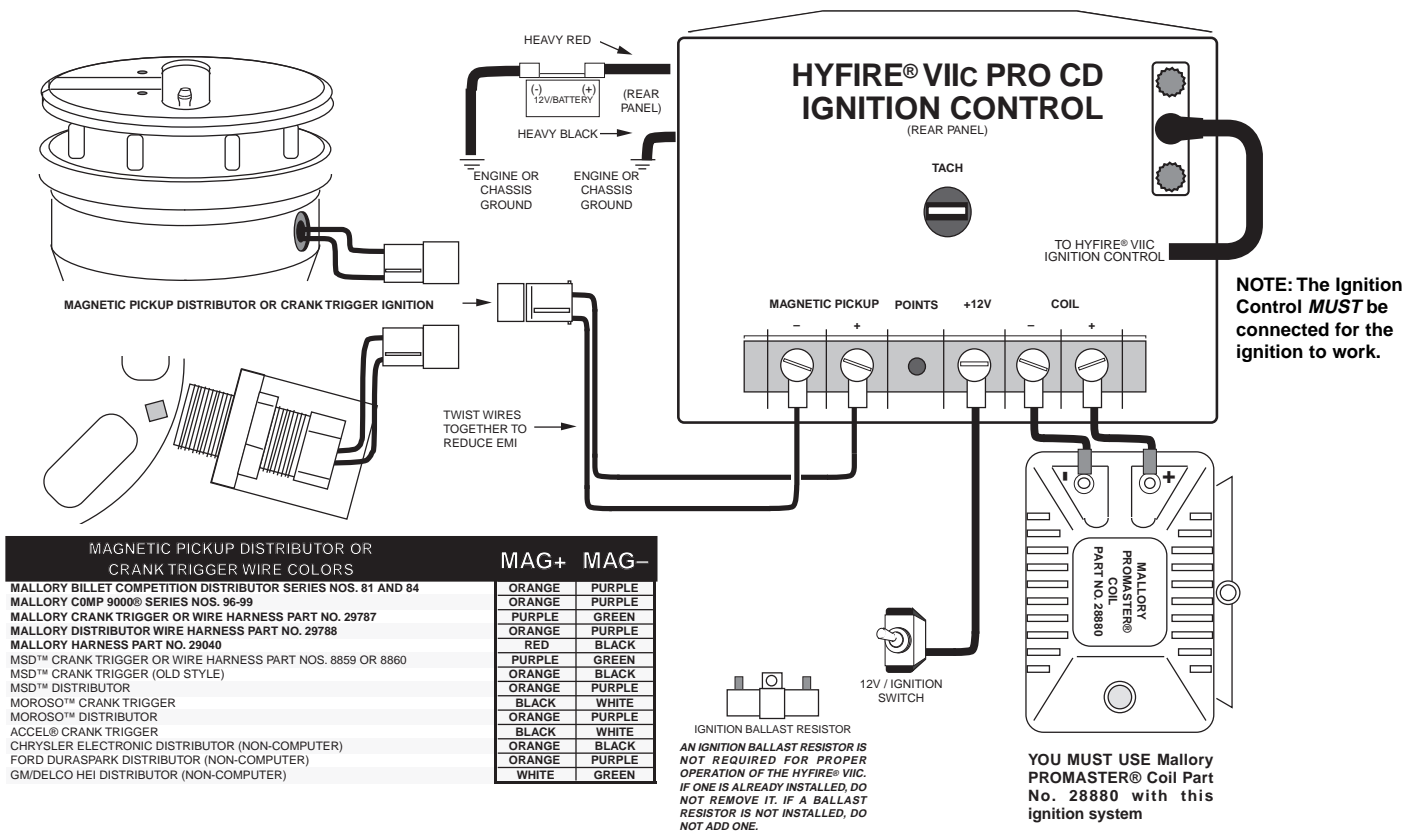 HEAVY RED
(-) (+)
12V/BATTERY
(REAR
PANEL)
HEAVY BLACK
ENGINE OR
CHASSIS
GROUND
ENGINE OR
CHASSIS
GROUND
HYFIRE® VIIC PRO CD
IGNITION CONTROL
(REAR PANEL)
TACH
TO HYFIRE® VIIC
IGNITION CONTROL
NOTE: The Ignition
Control MUST be
connected for the
ignition to work.
MAGNETIC PICKUP POINTS +12V COIL
– + – +
MAGNETIC PICKUP DISTRIBUTOR OR CRANK TRIGGER IGNITION
TWIST WIRES
TOGETHER TO
REDUCE EMI
- +
MALLORY
PROMASTER®
COIL
PART NO. 28880
12V / IGNITION
SWITCH
IGNITION BALLAST RESISTOR
AN IGNITION BALLAST RESISTOR IS
NOT REQUIRED FOR PROPER
OPERATION OF THE HYFIRE® VIIC.
IF ONE IS ALREADY INSTALLED, DO
NOT REMOVE IT. IF A BALLAST
RESISTOR IS NOT INSTALLED, DO
NOT ADD ONE.
YOU MUST USE Mallory
PROMASTER® Coil Part
No. 28880 with this
ignition system
MAGNETIC PICKUP DISTRIBUTOR OR
CRANK TRIGGER WIRE COLORS MAG+ MAG–
MALLORY BILLET COMPETITION DISTRIBUTOR SERIES NOS. 81 AND 84 ORANGE PURPLE
MALLORY C0MP 9000® SERIES NOS. 96-99 ORANGE PURPLE
MALLORY CRANK TRIGGER OR WIRE HARNESS PART NO. 29787 PURPLE GREEN
MALLORY DISTRIBUTOR WIRE HARNESS PART NO. 29788 ORANGE PURPLE
MALLORY HARNESS PART NO. 29040 RED BLACK
MSD™ CRANK TRIGGER OR WIRE HARNESS PART NOS. 8859 OR 8860 PURPLE GREEN
MSD™ CRANK TRIGGER (OLD STYLE) ORANGE BLACK
MSD™ DISTRIBUTOR ORANGE PURPLE
MOROSO™ CRANK TRIGGER BLACK WHITE
MOROSO™ DISTRIBUTOR ORANGE PURPLE
ACCEL® CRANK TRIGGER BLACK WHITE
CHRYSLER ELECTRONIC DISTRIBUTOR (NON-COMPUTER) ORANGE BLACK
FORD DURASPARK DISTRIBUTOR (NON-COMPUTER) ORANGE PURPLE
GM/DELCO HEI DISTRIBUTOR (NON-COMPUTER) WHITE GREEN